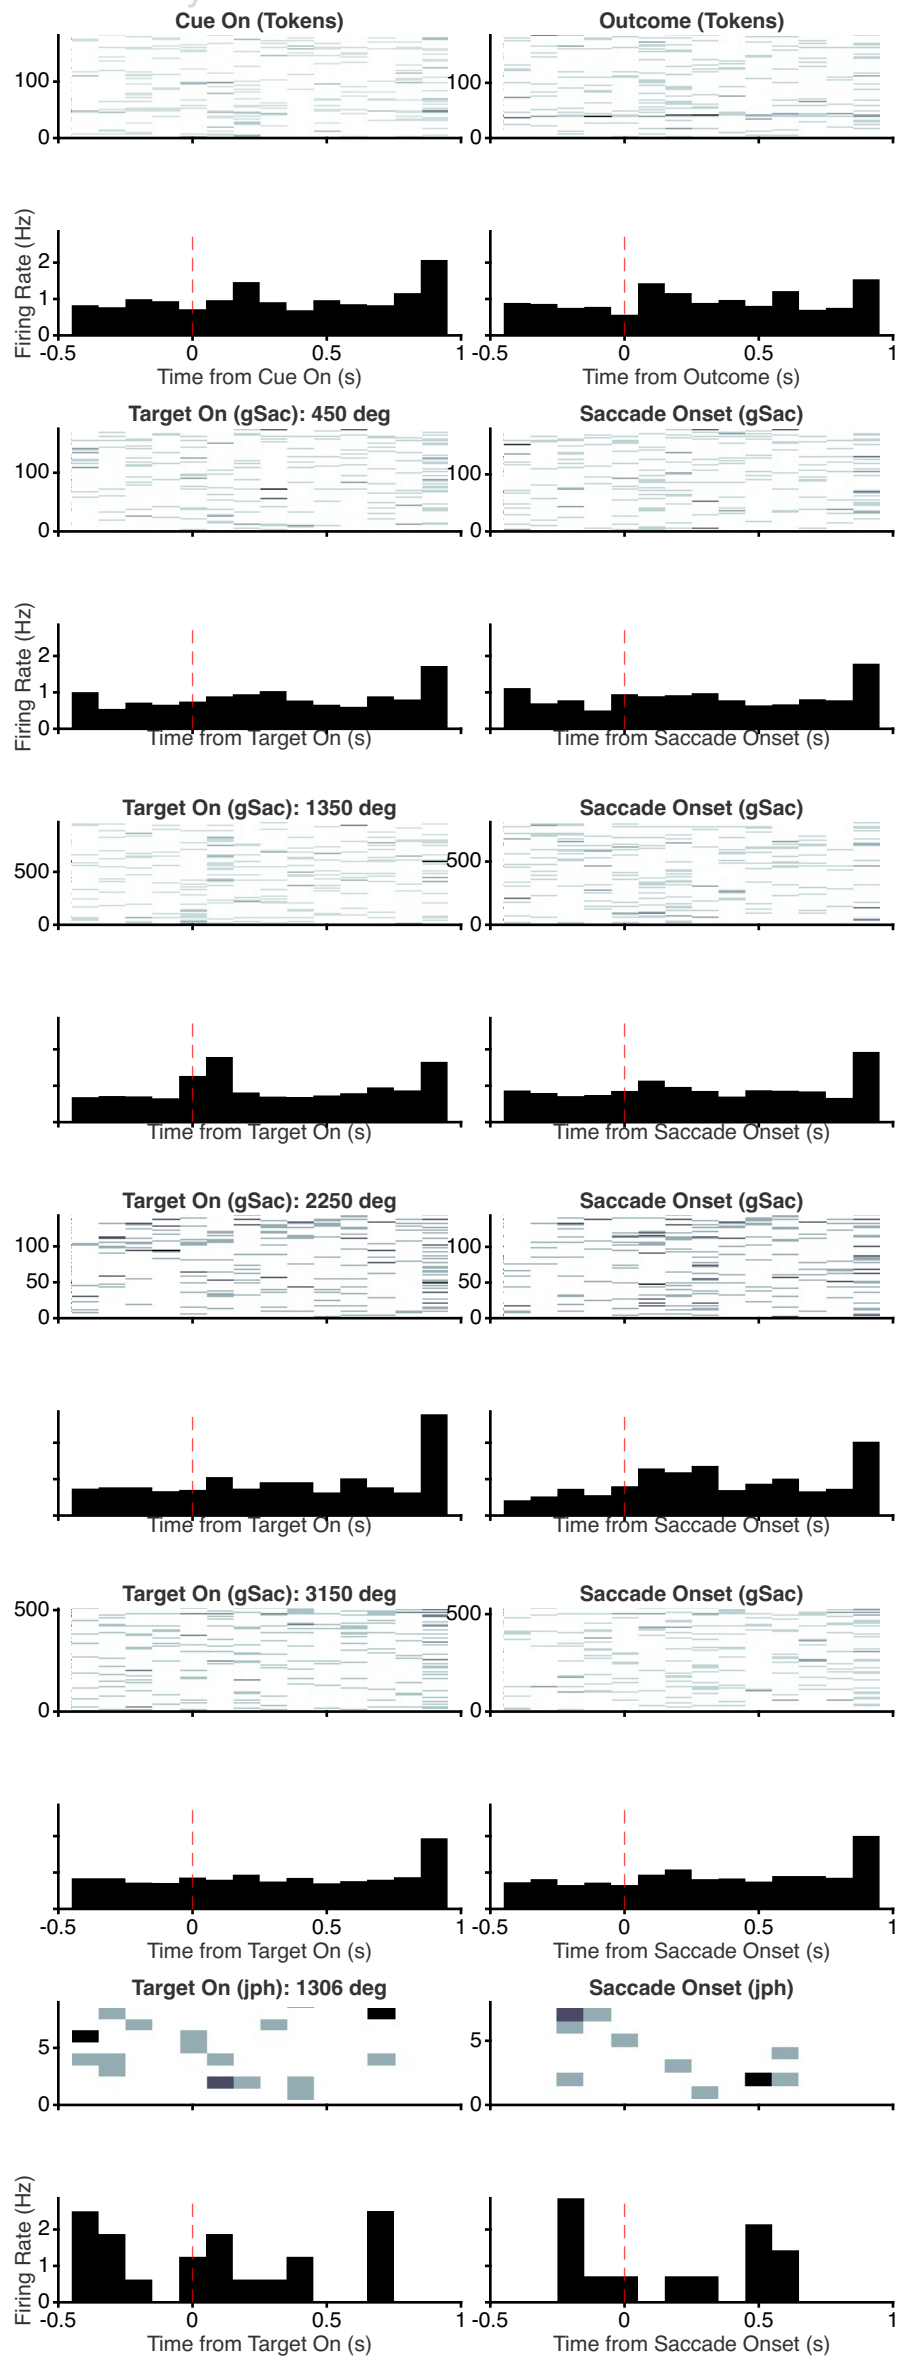 Cue On (Tokens) Outcome (Tokens)
100 100
0 0
Firing Rate (Hz)
2
1
0
-0.5 0 0.5 1 -0.5 0 0.5 1
Time from Cue On (s) Time from Outcome (s)
Target On (gSac): 450 deg Saccade Onset (gSac)
100 100
0 0
Firing Rate (Hz)
2
1
0
Time from Target On (s) Time from Saccade Onset (s)
Target On (gSac): 1350 deg Saccade Onset (gSac)
500 500
0 0
Time from Target On (s) Time from Saccade Onset (s)
Target On (gSac): 2250 deg Saccade Onset (gSac)
100 100
50 50
0 0
Time from Target On (s) Time from Saccade Onset (s)
Target On (gSac): 3150 deg Saccade Onset (gSac)
500 500
0 0
-0.5 0 0.5 1 -0.5 0 0.5 1
Time from Target On (s) Time from Saccade Onset (s)
Target On (jph): 1306 deg Saccade Onset (jph)
5 5
0 0
Firing Rate (Hz)
2
1
0
-0.5 0 0.5 1 -0.5 0 0.5 1
Time from Target On (s) Time from Saccade Onset (s)